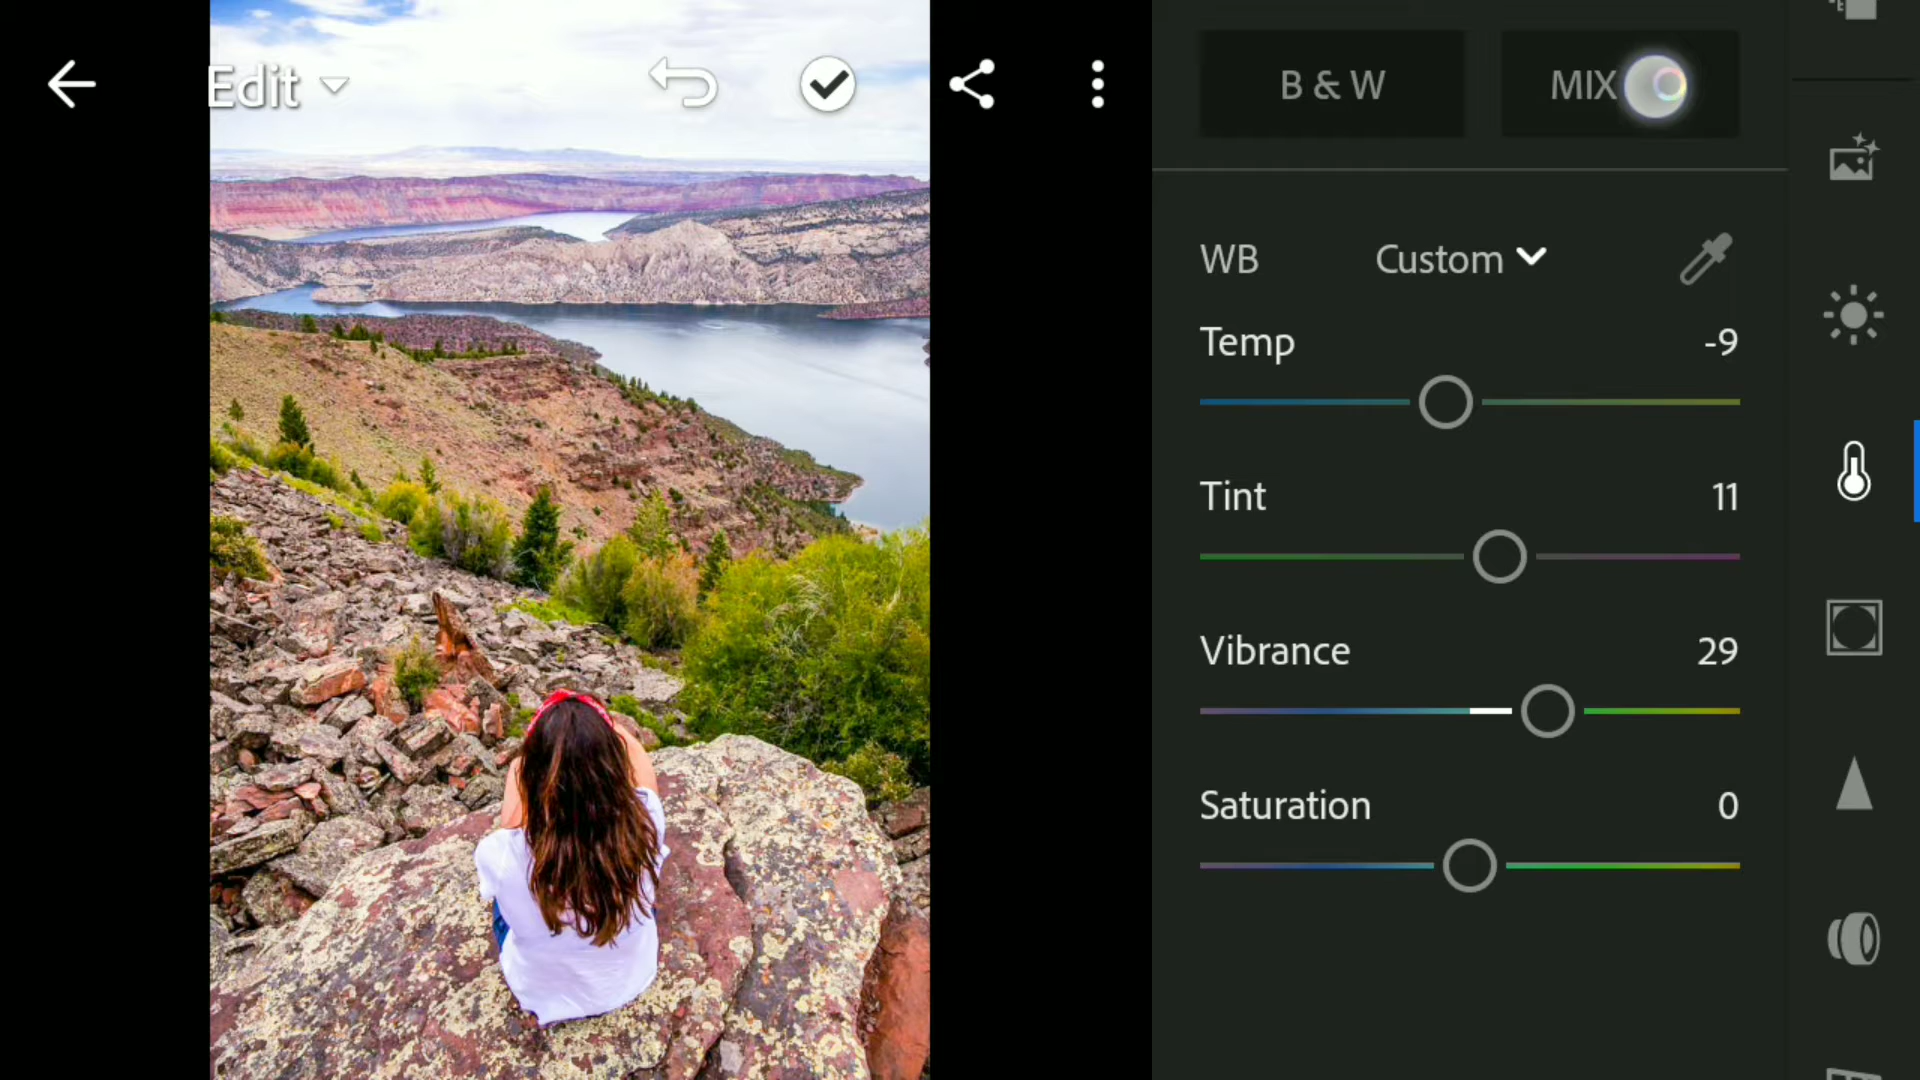 Edit
B & W
MIX
WB Custom
Temp -9
Tint 11
Vibrance 29
Saturation 0